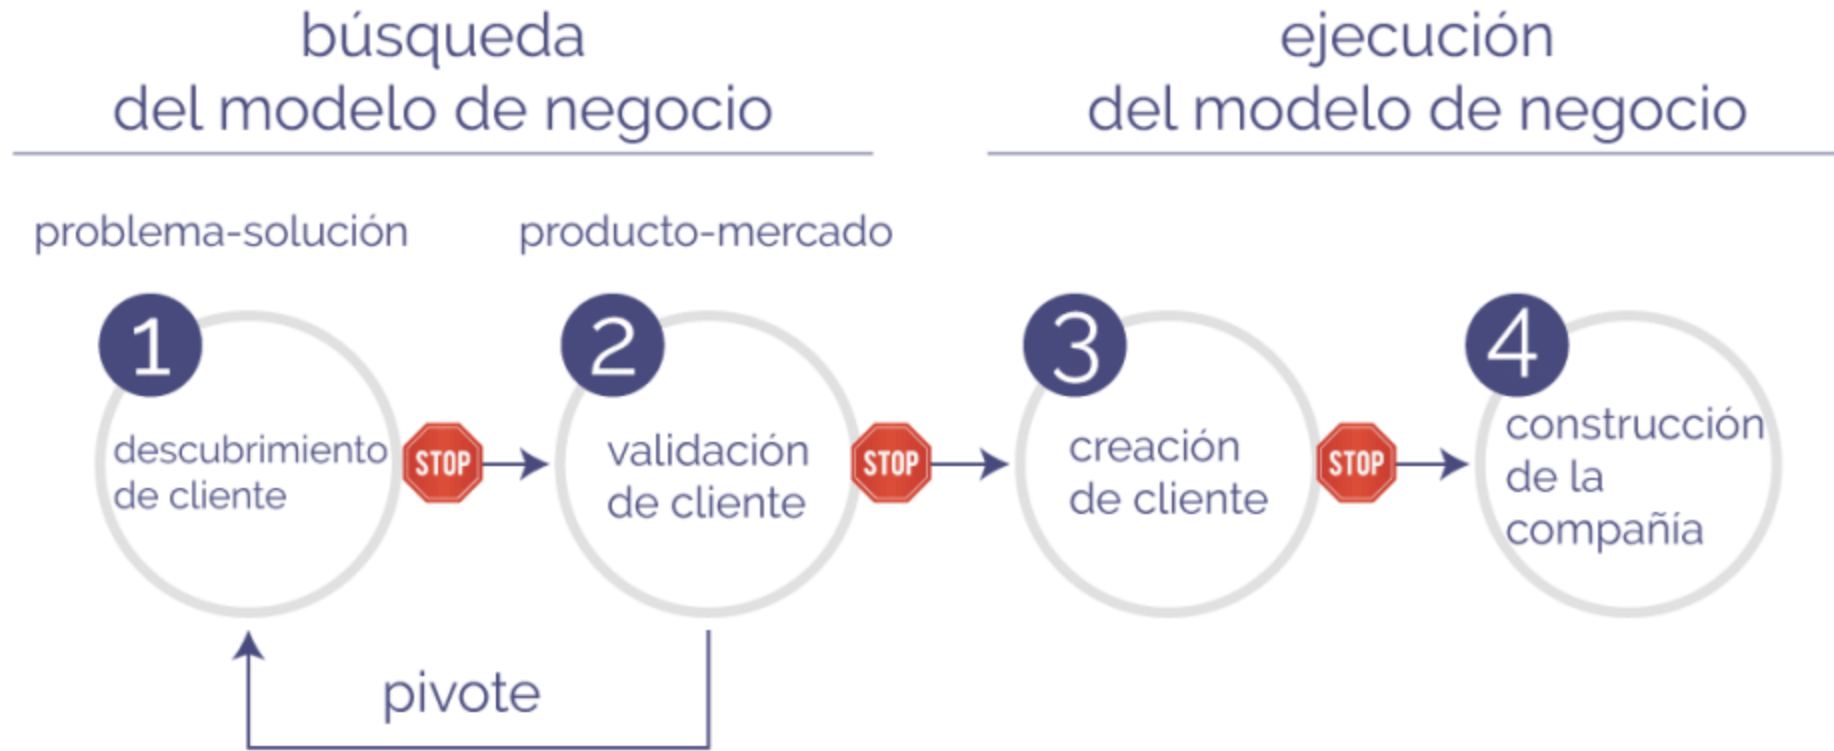 búsqueda
del modelo de negocio
ejecución
del modelo de negocio
problema-solución
producto-mercado
1
descubrimiento
de cliente
STOP
2
validación
de cliente
STOP
3
creación
de cliente
STOP
4
construcción
de la
compañía
pivote